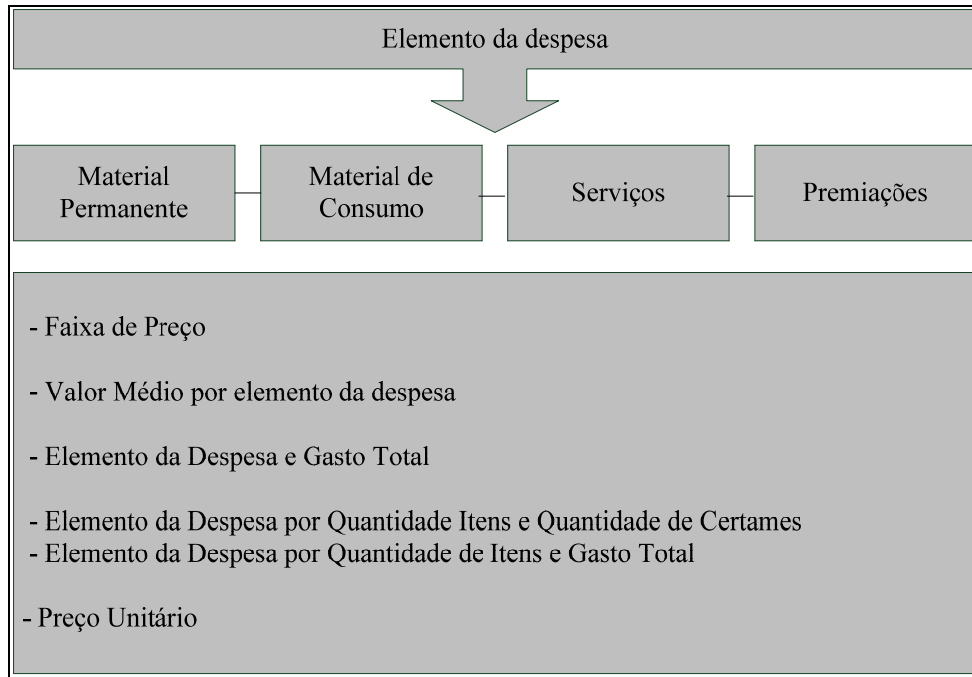 Elemento da despesa
Material
Permanente
Material de
Consumo
Serviços
Premiações
- Faixa de Preço
- Valor Médio por elemento da despesa
- Elemento da Despesa e Gasto Total
- Elemento da Despesa por Quantidade Itens e Quantidade de Certames
- Elemento da Despesa por Quantidade de Itens e Gasto Total
- Preço Unitário